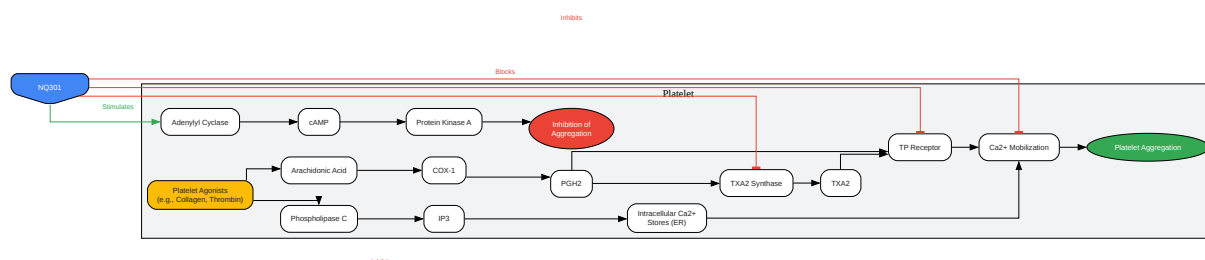 Inhibits
Blocks
NQ301
Platelet
Stimulates
Adenylyl Cyclase
cAMP
Protein Kinase A
Inhibition of
Aggregation
TP Receptor
Ca2+ Mobilization
Platelet Aggregation
Arachidonic Acid
COX-1
PGH2
TXA2 Synthase
TXA2
Platelet Agonists
(e.g., Collagen, Thrombin)
Phospholipase C
IP3
Intracellular Ca2+
Stores (ER)